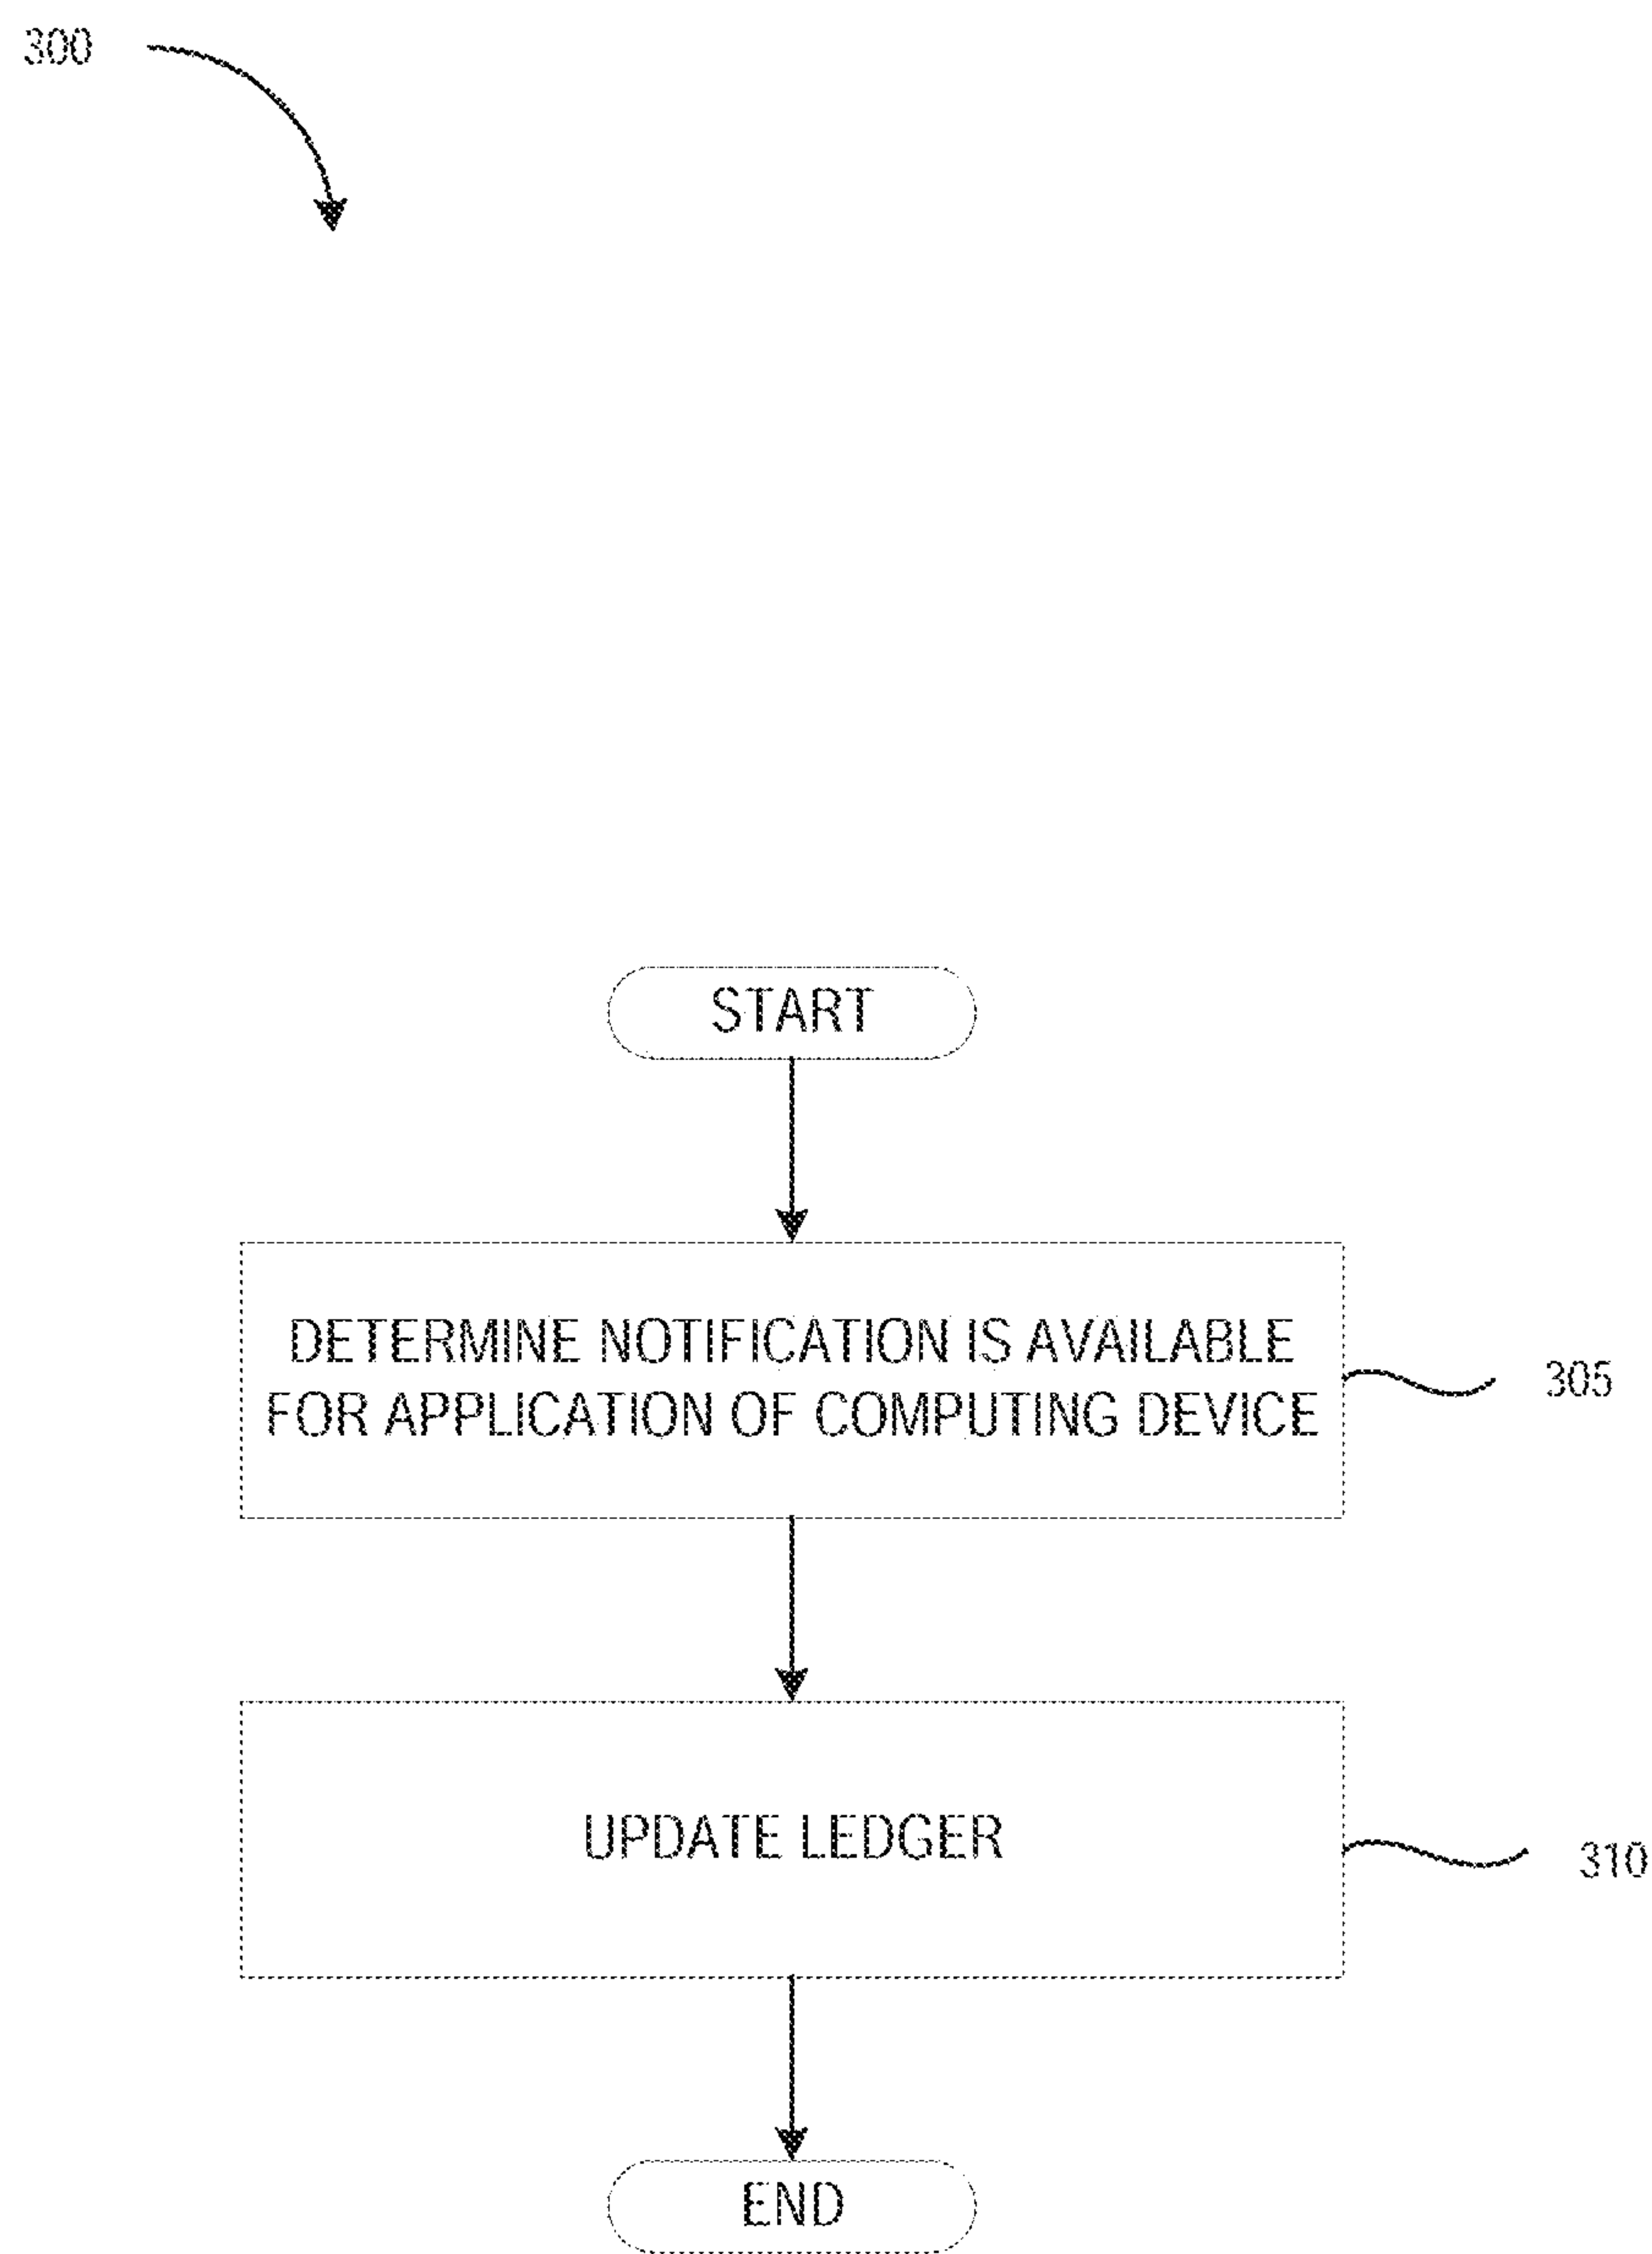 300
START
DETERMINE NOTIFICATION IS AVAILABLE
FOR APPLICATION OF COMPUTING DEVICE
305
UPDATE LEDGER
310
END